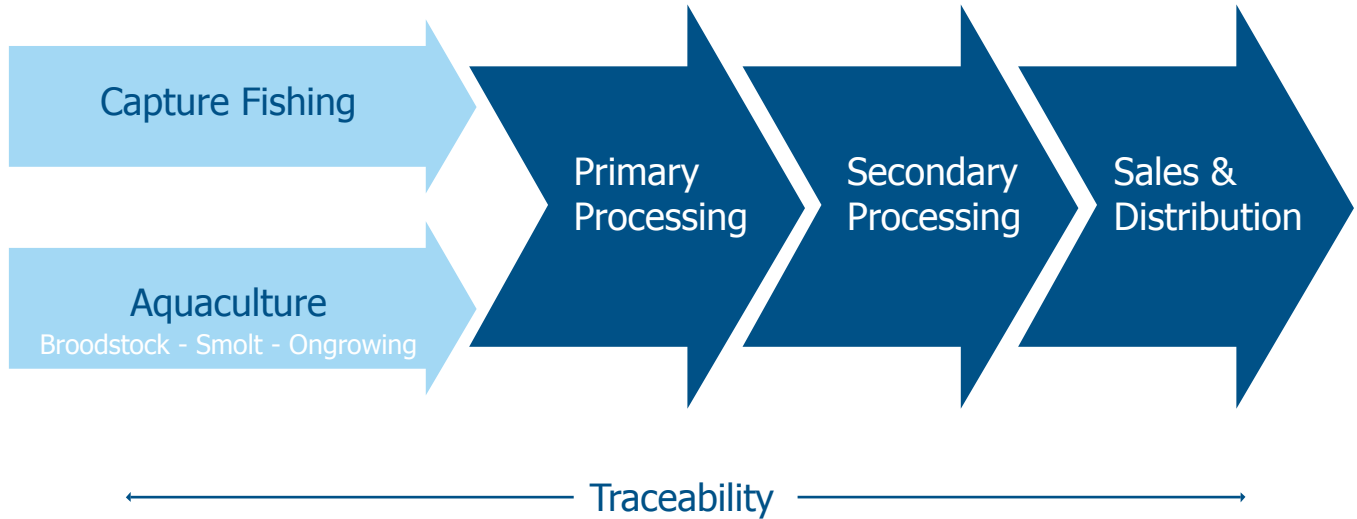 Capture Fishing
Aquaculture
Broodstock - Smolt - Ongrowing
Primary
Processing
Secondary
Processing
Sales &
Distribution
Traceability